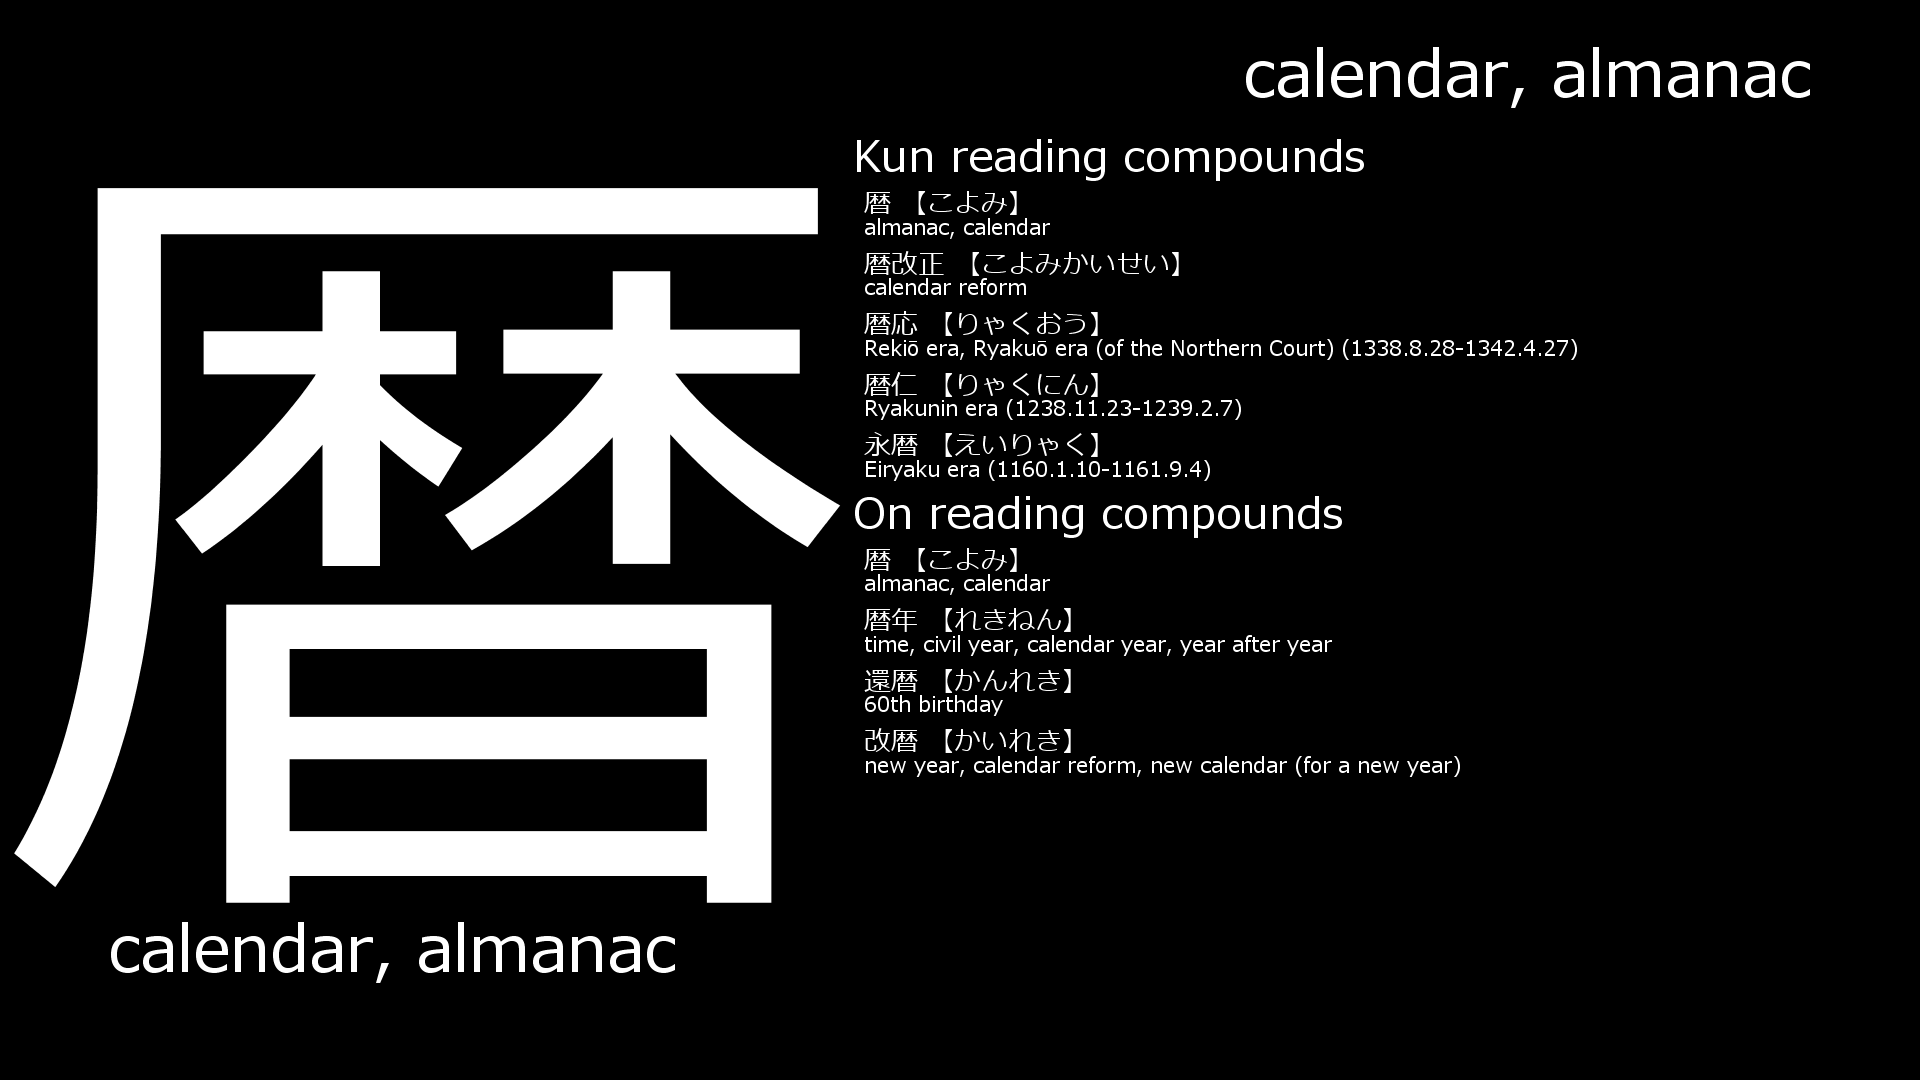 calendar, almanac
暦
calendar, almanac
Kun reading compounds
暦 【こよみ】
almanac, calendar
暦改正 【こよみかいせい】
calendar reform
暦応 【りゃくおう】
Rekiō era, Ryakuō era (of the Northern Court) (1338.8.28-1342.4.27)
暦仁 【りゃくにん】
Ryakunin era (1238.11.23-1239.2.7)
永暦 【えいりゃく】
Eiryaku era (1160.1.10-1161.9.4)
On reading compounds
暦 【こよみ】
almanac, calendar
暦年 【れきねん】
time, civil year, calendar year, year after year
還暦 【かんれき】
60th birthday
改暦 【かいれき】
new year, calendar reform, new calendar (for a new year)